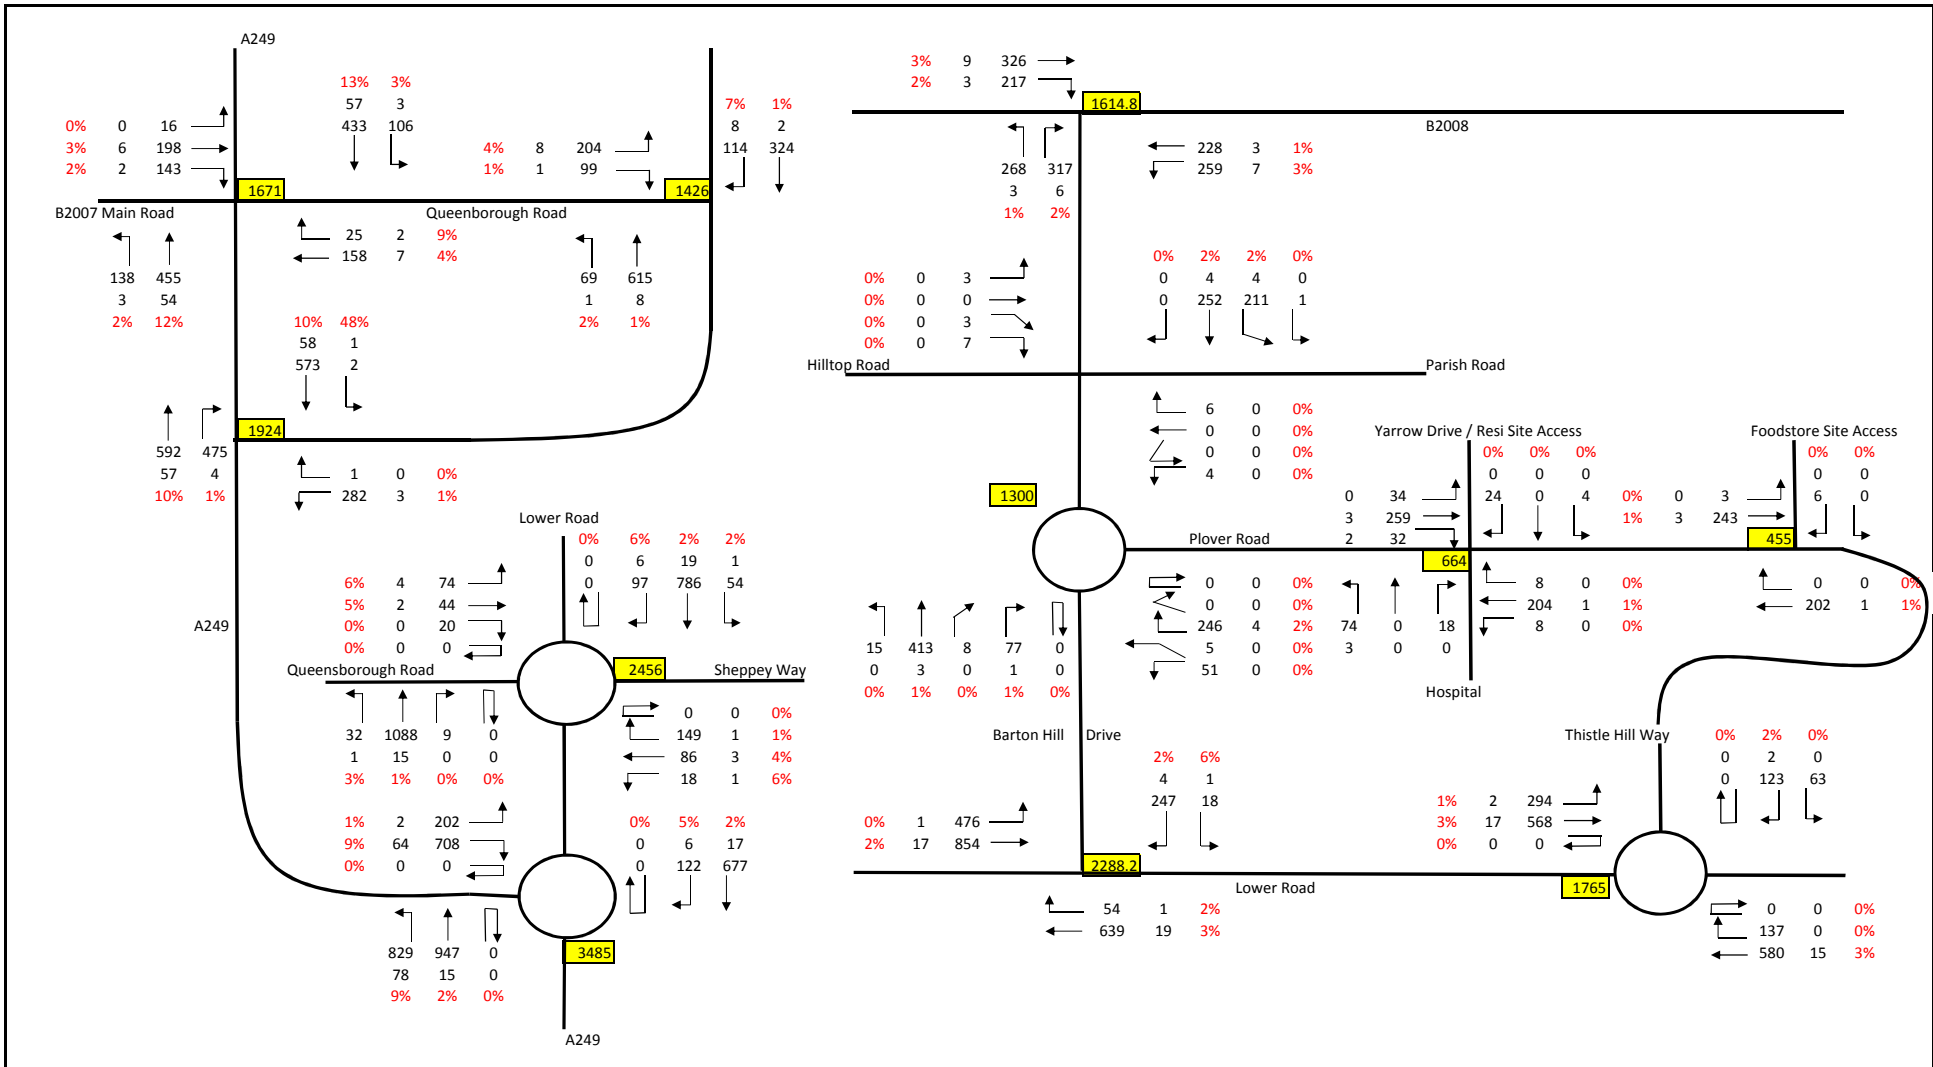 A249
13% 3%
57 3
433 106
0% 0 16
3% 6 198
2% 2 143
4% 8 204
1% 1 99
7% 1%
8 2
114 324
1671
1426
B2007 Main Road
Queenborough Road
25 2 9%
158 7 4%
138 455
3 54
2% 12%
69 615
1 8
2% 1%
10% 48%
58 1
573 2
1924
592 475
57 4
10% 1%
1 0 0%
282 3 1%
A249
Lower Road
0% 6% 2% 2%
0 6 19 1
0 97 786 54
6% 4 74
5% 2 44
0% 0 20
0% 0 0
Queensborough Road
2456
Sheppey Way
32 1088 9 0
1 15 0 0
3% 1% 0% 0%
0 0 0%
149 1 1%
86 3 4%
18 1 6%
1% 2 202
9% 64 708
0% 0 0
0% 5% 2%
0 6 17
0 122 677
829 947 0
78 15 0
9% 2% 0%
3485
A249
3% 9 326
2% 3 217
1614.8
B2008
268 317
3 6
1% 2%
228 3 1%
259 7 3%
0% 0 3
0% 0 0
0% 0 3
0% 0 7
0% 2% 2% 0%
0 4 4 0
0 252 211 1
Hilltop Road
Parish Road
6 0 0%
0 0 0%
0 0 0%
4 0 0%
1300
Plover Road
Yarrow Drive / Resi Site Access
0% 0% 0%
0 0 0
24 0 4
0 34
3 259
2 32
664
Foodstore Site Access
0% 0%
0 0
6 0
0% 0 3
1% 3 243
455
15 413 8 77 0
0 3 0 1 0
0% 1% 0% 1% 0%
0 0 0%
0 0 0%
246 4 2%
5 0 0%
51 0 0%
74 0 18
3 0 0
8 0 0%
204 1 1%
8 0 0%
0 0 0%
202 1 1%
Hospital
Barton Hill Drive
2% 6%
4 1
247 18
0% 1 476
2% 17 854
2288.2
Lower Road
54 1 2%
639 19 3%
Thistle Hill Way
0% 2% 0%
0 2 0
0 123 63
1% 2 294
3% 17 568
0% 0 0
1765
0 0 0%
137 0 0%
580 15 3%